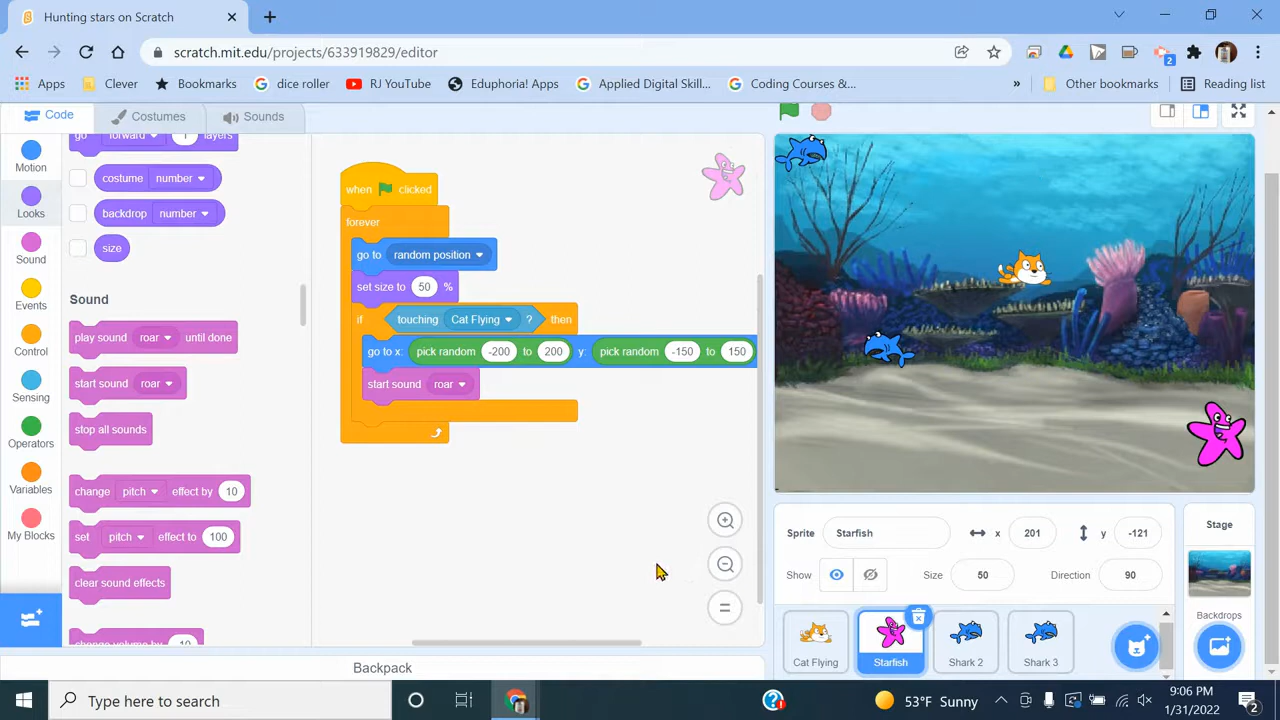 Hunting stars on Scratch
scratch.mit.edu/projects/633919829/editor
Apps Clever Bookmarks dice roller RJ YouTube Eduphoria! Apps Applied Digital Skill... Coding Courses &... » Other bookmarks Reading list
Code Costumes Sounds
Motion
Looks
Sound
Events
Control
Sensing
Operators
Variables
My Blocks
go forward 1 layers
costume number
backdrop number
size
Sound
play sound roar until done
start sound roar
stop all sounds
change pitch effect by 10
set pitch effect to 100
clear sound effects
change volume by 10
when clicked
forever
go to random position
set size to 50 %
if touching Cat Flying ? then
go to x: pick random -200 to 200 y: pick random -150 to 150
start sound roar
Backpack
Sprite Starfish x 201 y -121
Show Size 50 Direction 90
Cat Flying Starfish Shark 2 Shark 3
Stage
Backdrops
Type here to search
53°F Sunny
9:06 PM
1/31/2022
2
2